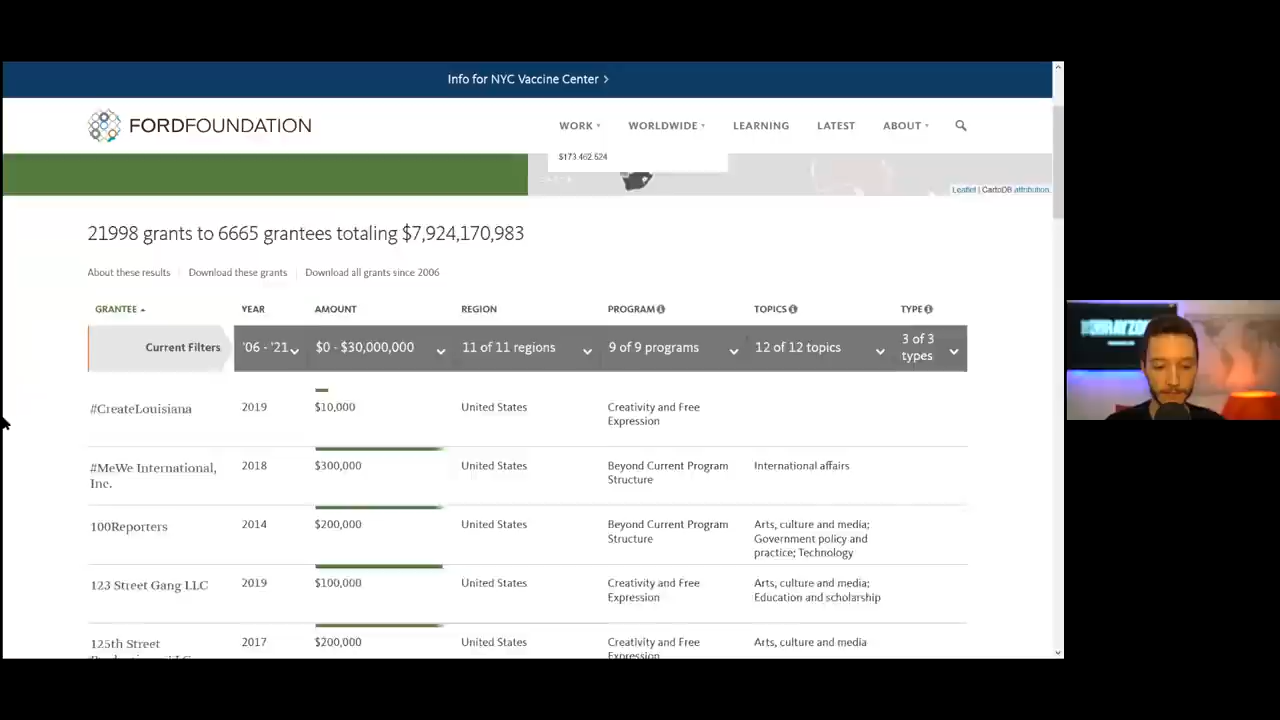 Info for NYC Vaccine Center >
FORDFOUNDATION
WORK WORLDWIDE LEARNING LATEST ABOUT
$173.462.524
Leaflet | CartoDB attribution.
21998 grants to 6665 grantees totaling $7,924,170,983
About these results | Download these grants | Download all grants since 2006
GRANTEE YEAR AMOUNT REGION PROGRAM TOPICS TYPE
Current Filters '06 - '21 $0 - $30,000,000 11 of 11 regions 9 of 9 programs 12 of 12 topics 3 of 3
types
#CreateLouisiana 2019 $10,000 United States Creativity and Free
Expression
#MeWe International, 2018 $300,000 United States Beyond Current Program International affairs
Inc. Structure
100Reporters 2014 $200,000 United States Beyond Current Program Arts, culture and media;
Structure Government policy and
practice; Technology
123 Street Gang LLC 2019 $100,000 United States Creativity and Free Arts, culture and media;
Expression Education and scholarship
125th Street 2017 $200,000 United States Creativity and Free Arts, culture and media
Expression